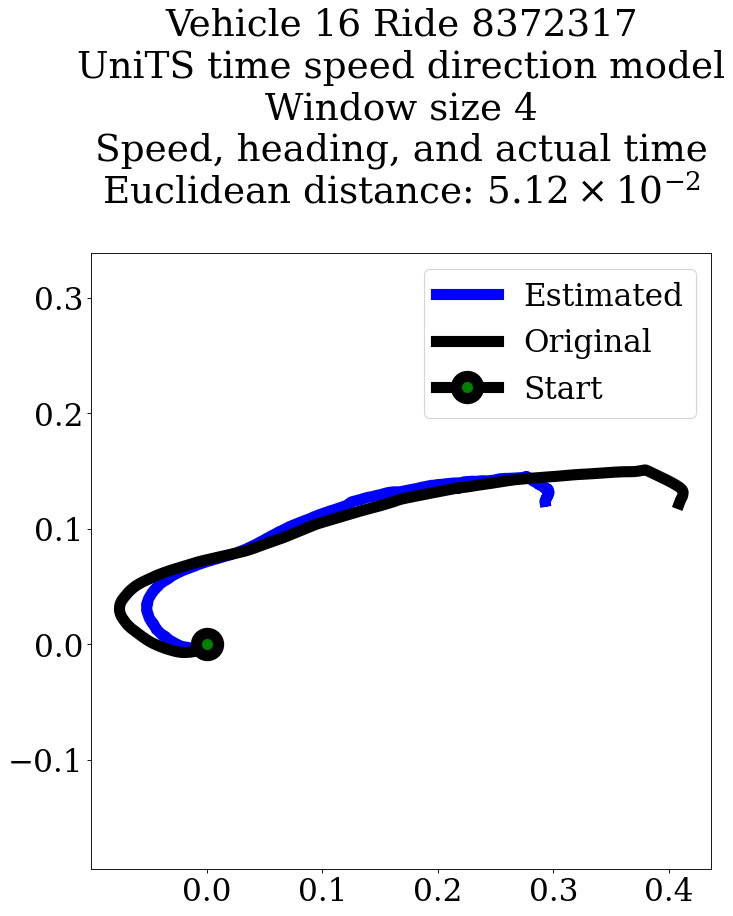 Vehicle 16 Ride 8372317
UniTS time speed direction model
Window size 4
Speed, heading, and actual time
Euclidean distance: 5.12 × 10⁻²
Estimated
Original
Start
0.3
0.2
0.1
0.0
−0.1
0.0 0.1 0.2 0.3 0.4